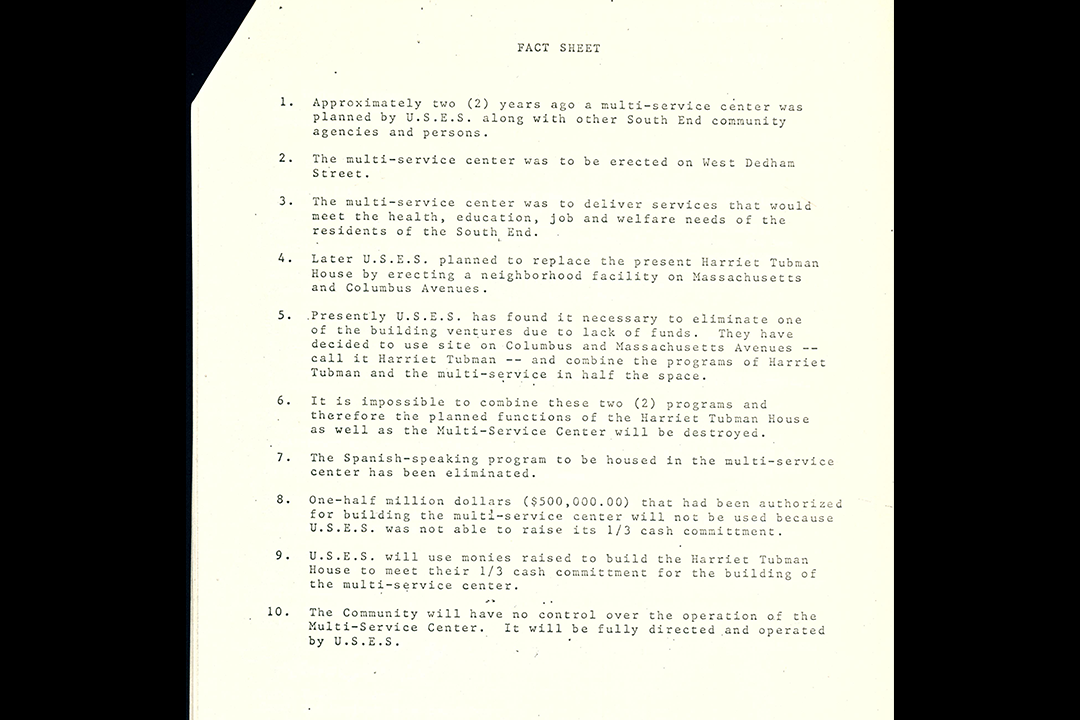 FACT SHEET
1. Approximately two (2) years ago a multi-service center was
planned by U.S.E.S. along with other South End community
agencies and persons.
2. The multi-service center was to be erected on West Dedham
Street.
3. The multi-service center was to deliver services that would
meet the health, education, job and welfare needs of the
residents of the South End.
4. Later U.S.E.S. planned to replace the present Harriet Tubman
House by erecting a neighborhood facility on Massachusetts
and Columbus Avenues.
5. Presently U.S.E.S. has found it necessary to eliminate one
of the building ventures due to lack of funds. They have
decided to use site on Columbus and Massachusetts Avenues --
call it Harriet Tubman -- and combine the programs of Harriet
Tubman and the multi-service in half the space.
6. It is impossible to combine these two (2) programs and
therefore the planned functions of the Harriet Tubman House
as well as the Multi-Service Center will be destroyed.
7. The Spanish-speaking program to be housed in the multi-service
center has been eliminated.
8. One-half million dollars ($500,000.00) that had been authorized
for building the multi-service center will not be used because
U.S.E.S. was not able to raise its 1/3 cash committment.
9. U.S.E.S. will use monies raised to build the Harriet Tubman
House to meet their 1/3 cash committment for the building of
the multi-service center.
10. The Community will have no control over the operation of the
Multi-Service Center. It will be fully directed and operated
by U.S.E.S.